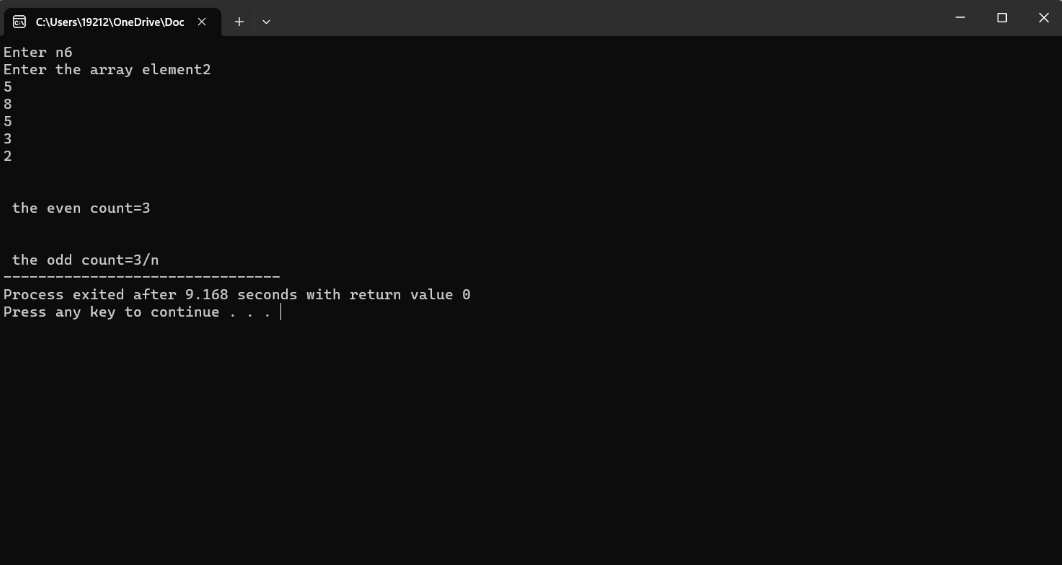 C:\Users\19212\OneDrive\Doc
Enter n6
Enter the array element2
5
8
5
3
2
the even count=3
the odd count=3/n
--------------------------------
Process exited after 9.168 seconds with return value 0
Press any key to continue . . .